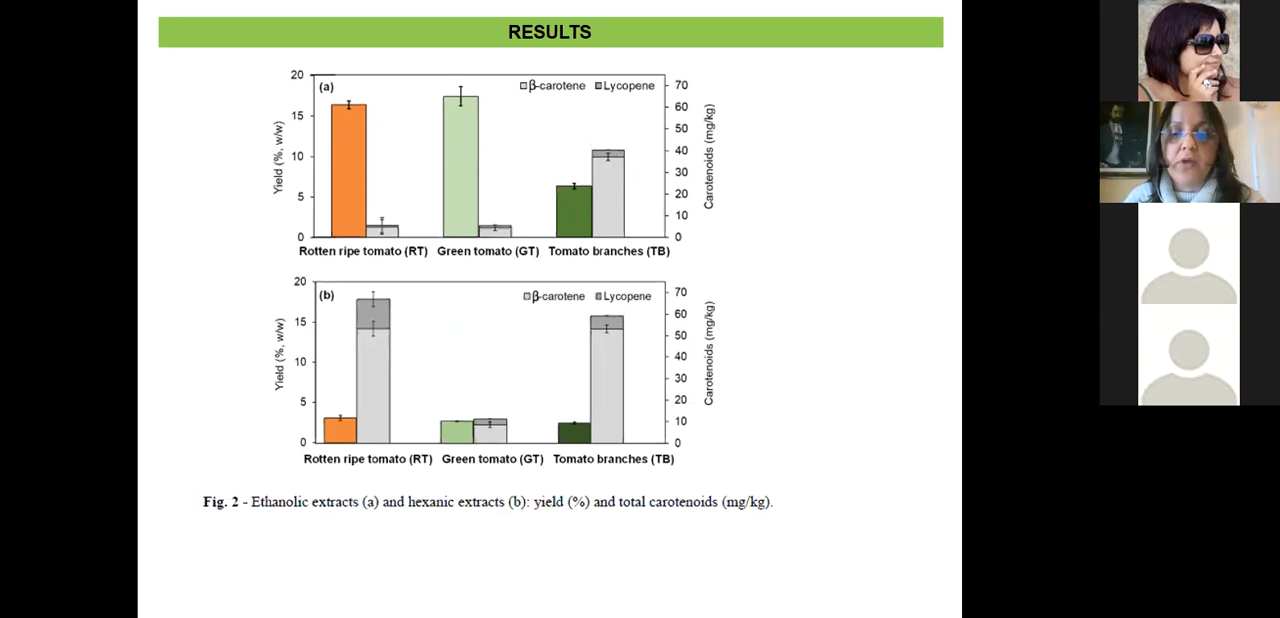 RESULTS
(a)
β-carotene Lycopene
20
15
10
5
0
Yield (%, w/w)
70
60
50
40
30
20
10
0
Carotenoids (mg/kg)
Rotten ripe tomato (RT) Green tomato (GT) Tomato branches (TB)
(b)
β-carotene Lycopene
20
15
10
5
0
Yield (%, w/w)
70
60
50
40
30
20
10
0
Carotenoids (mg/kg)
Rotten ripe tomato (RT) Green tomato (GT) Tomato branches (TB)
Fig. 2 - Ethanolic extracts (a) and hexanic extracts (b): yield (%) and total carotenoids (mg/kg).